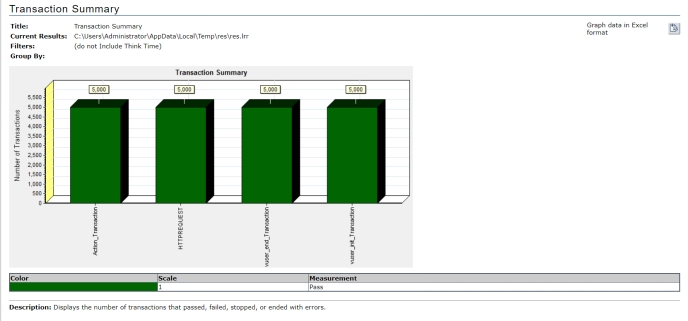 Transaction Summary
Title: Transaction Summary
Current Results: C:\Users\Administrator\AppData\Local\Temp\res\res.lrr
Filters: (do not Include Think Time)
Group By:
Graph data in Excel
format
Transaction Summary
5,000 5,000 5,000 5,000
Number of Transactions
5,500
5,000
4,500
4,000
3,500
3,000
2,500
2,000
1,500
1,000
500
0
Action_Transaction
HTTPREQUEST
vuser_end_Transaction
vuser_init_Transaction
Color Scale Measurement
1 Pass
Description: Displays the number of transactions that passed, failed, stopped, or ended with errors.